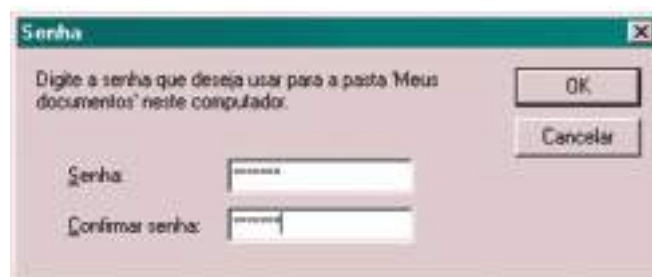 Senha
Digite a senha que deseja usar para a pasta 'Meus
documentos' neste computador.
OK
Cancelar
Senha:
Confirmar senha: